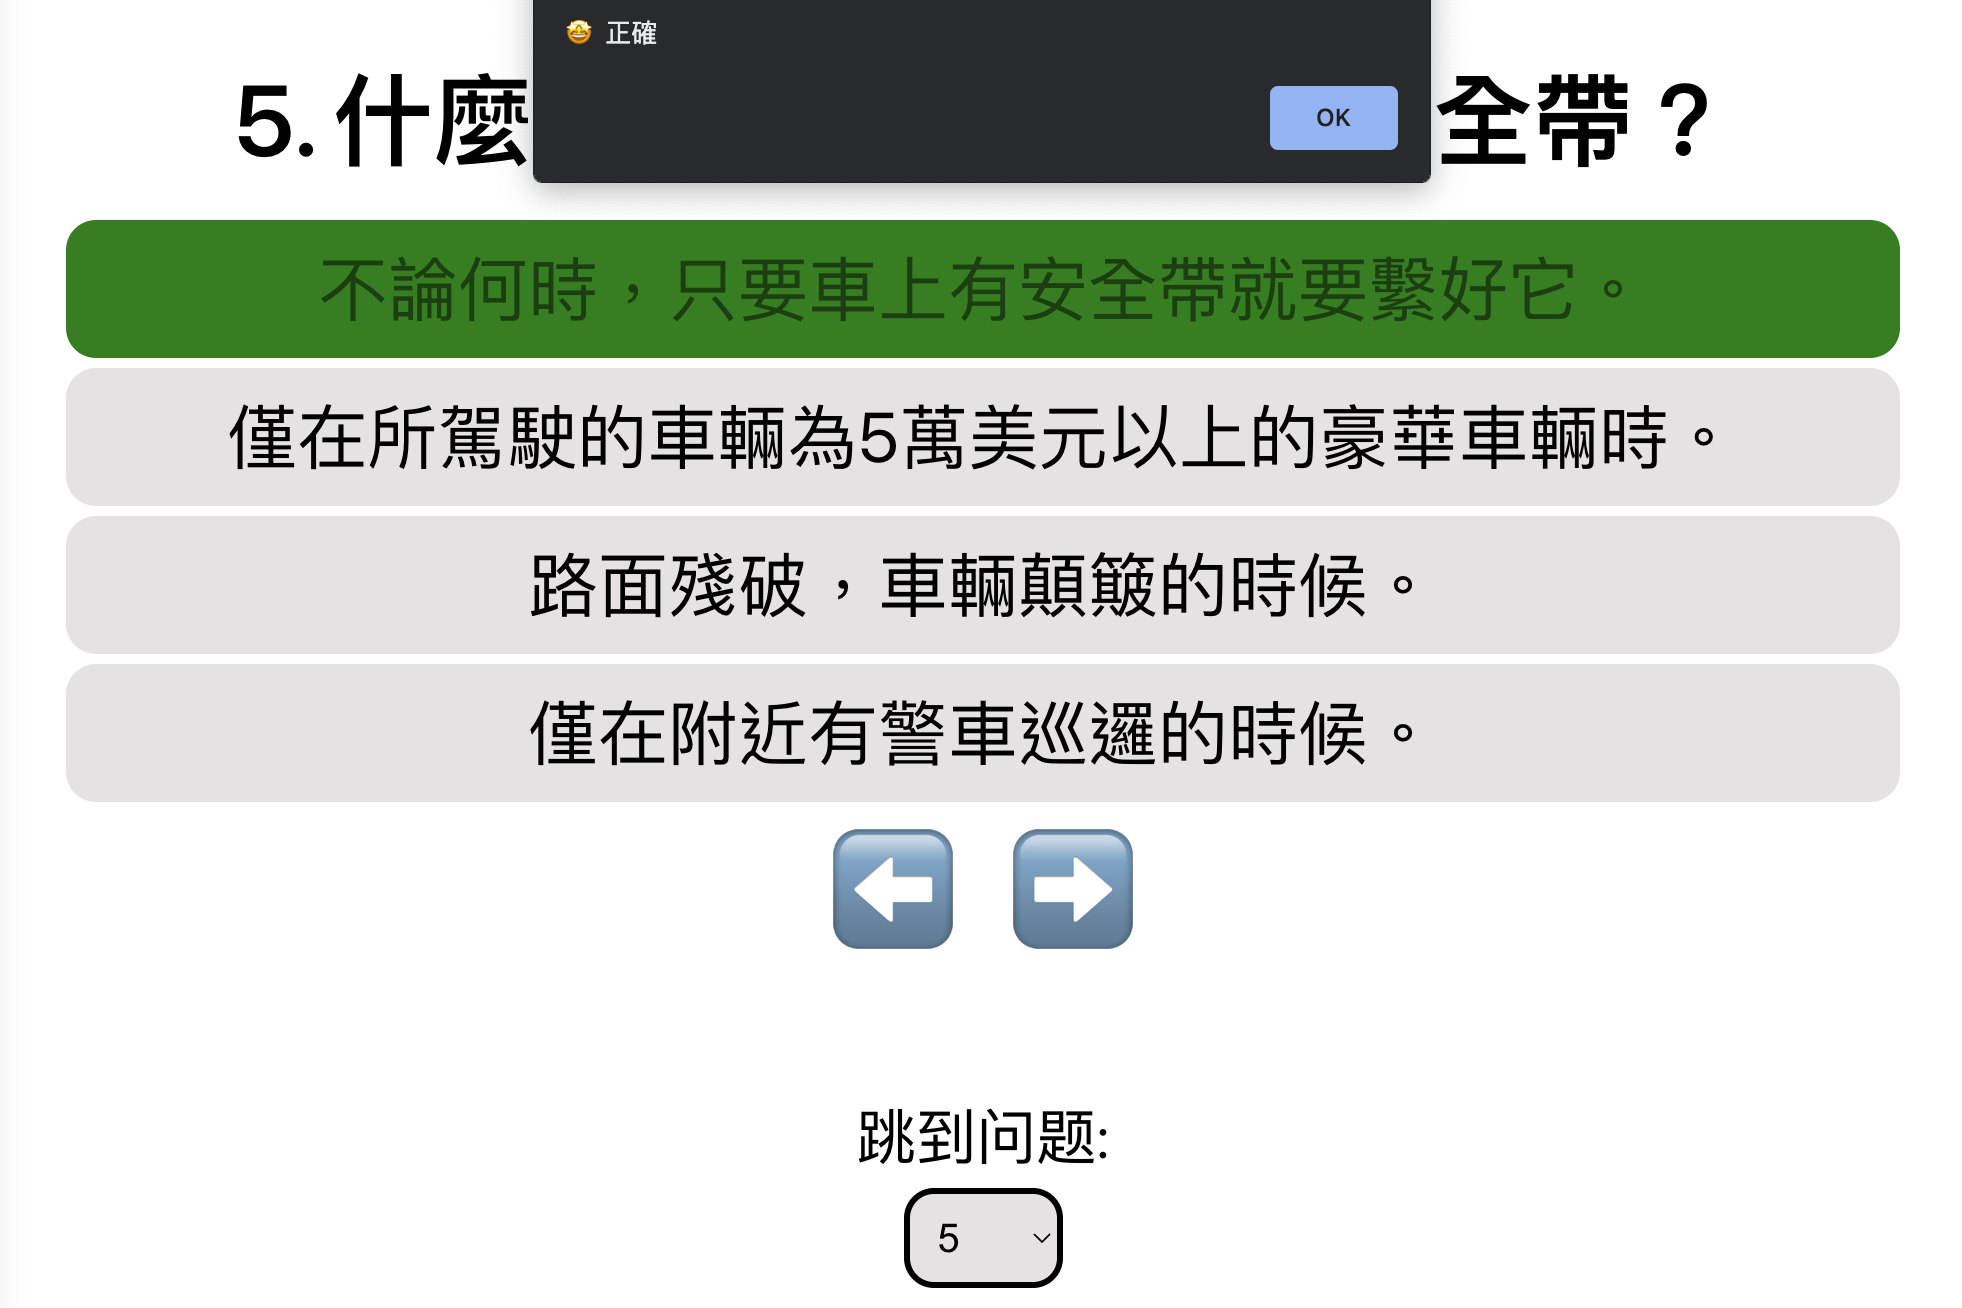 🤩 正確
OK
5. 什麼 全帶？
不論何時，只要車上有安全帶就要繫好它。
僅在所駕駛的車輛為5萬美元以上的豪華車輛時。
路面殘破，車輛顛簸的時候。
僅在附近有警車巡邏的時候。
跳到问题:
5